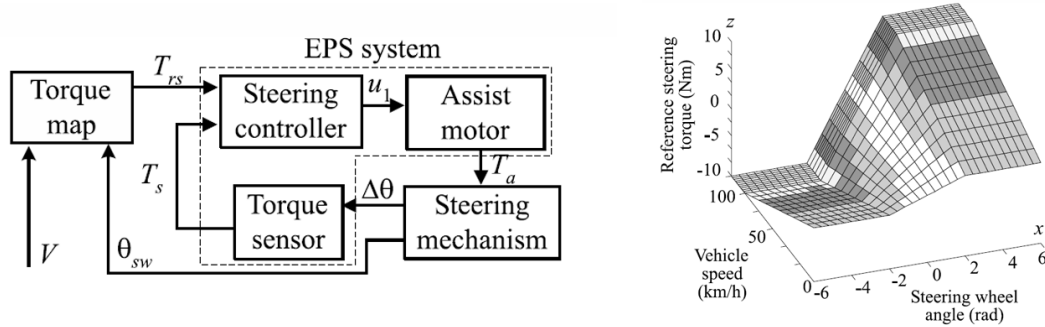 EPS system
Torque
map
T_rs
Steering
controller
u_1
Assist
motor
T_s
T_a
Torque
sensor
Δθ
Steering
mechanism
V
θ_sw
z
Reference steering
torque (Nm)
10
5
0
-5
-10
100
50
0
Vehicle
speed
(km/h)
-6 -4 -2 0 2 4 6
x
Steering wheel
angle (rad)